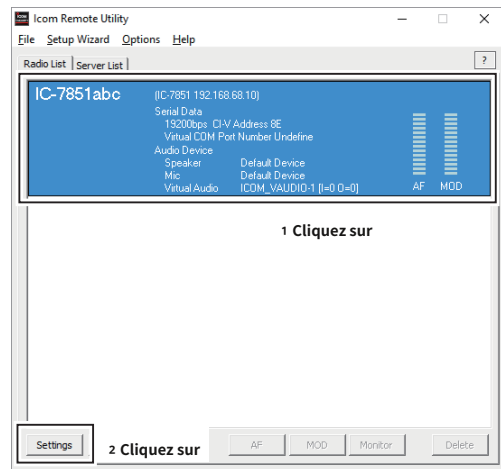 Icom Remote Utility
File Setup Wizard Options Help
Radio List Server List ?
IC-7851abc (IC-7851 192.168.68.10)
Serial Data
19200bps CI-V Address 8E
Virtual COM Port Number Undefine
Audio Device
Speaker Default Device
Mic Default Device
Virtual Audio ICOM_VAUDIO-1 [I=0 O=0] AF MOD
1 Cliquez sur
Settings 2 Cliquez sur AF MOD Monitor Delete